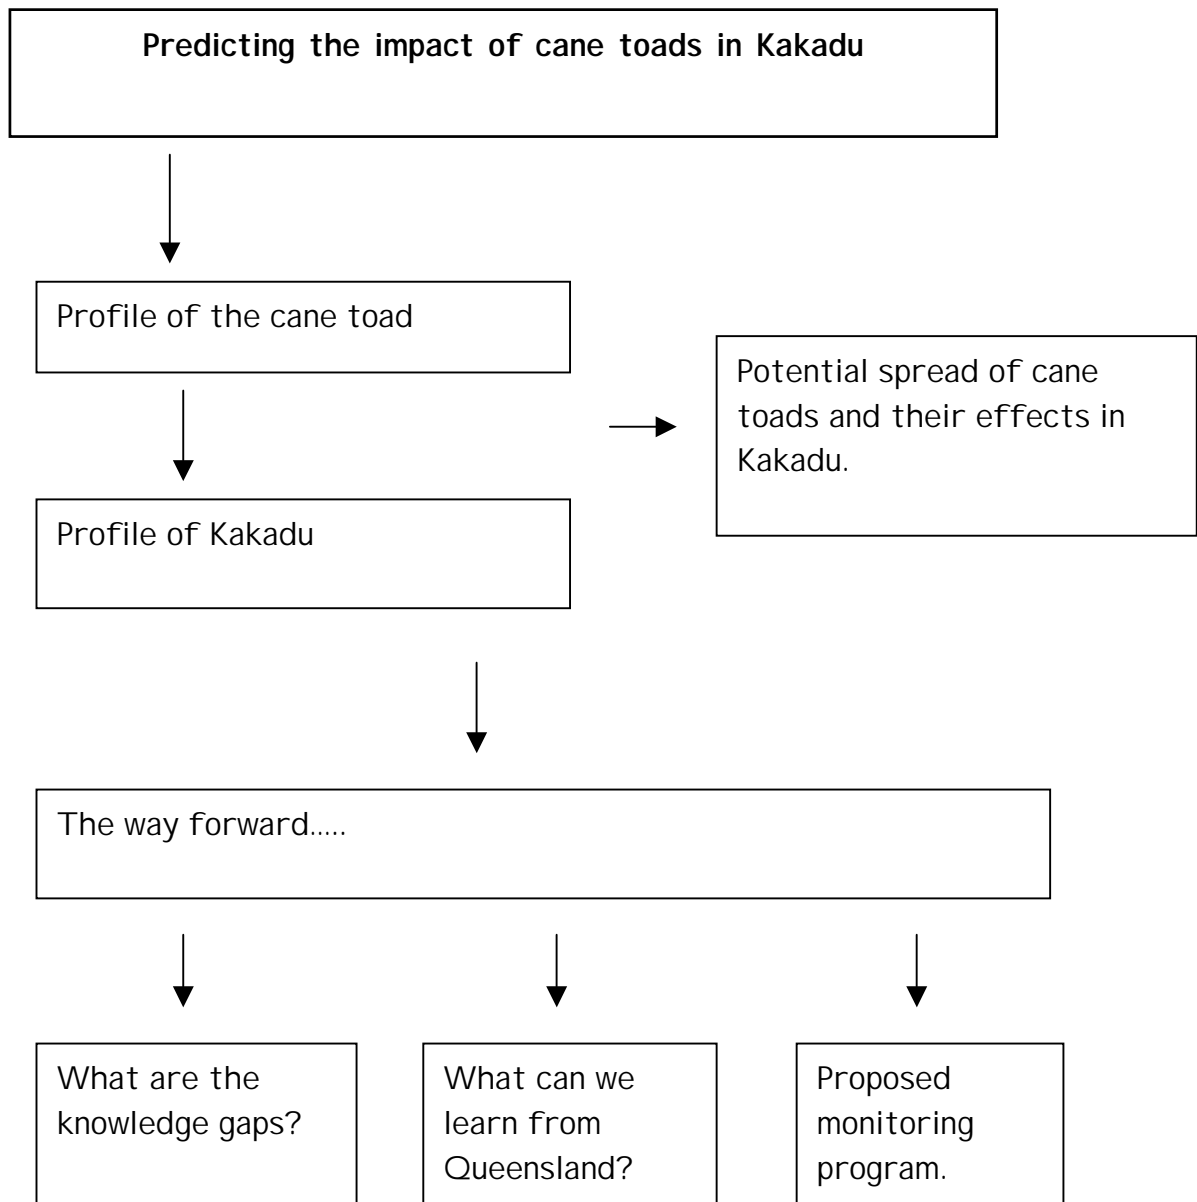 Predicting the impact of cane toads in Kakadu
Profile of the cane toad
Potential spread of cane
toads and their effects in
Kakadu.
Profile of Kakadu
The way forward.....
What are the
knowledge gaps?
What can we
learn from
Queensland?
Proposed
monitoring
program.